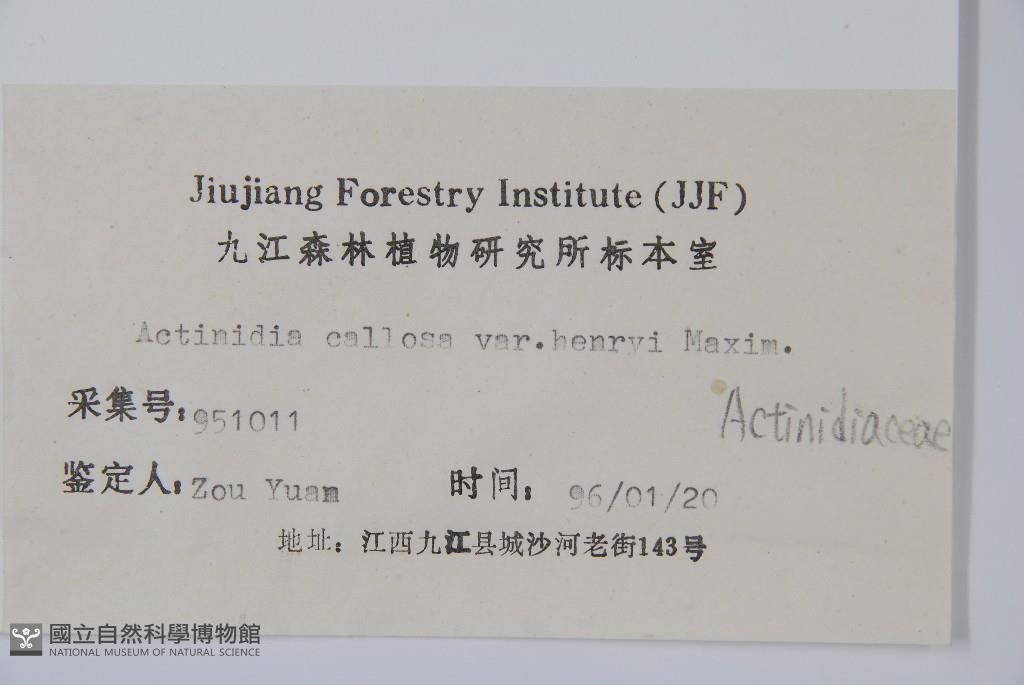 Jiujiang Forestry Institute (JJF)
九江森林植物研究所标本室
Actinidia callosa var.henryi Maxim.
采集号:951011
Actinidiaceae
鉴定人:Zou Yuan 时间: 96/01/20
地址: 江西九江县城沙河老街143号
國立自然科學博物館
NATIONAL MUSEUM OF NATURAL SCIENCE